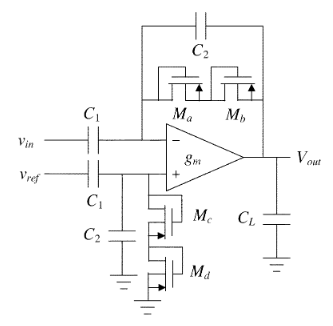 C2
Ma Mb
C1
vin
−
gm
Vout
vref
+
C1
C2
Mc
CL
Md